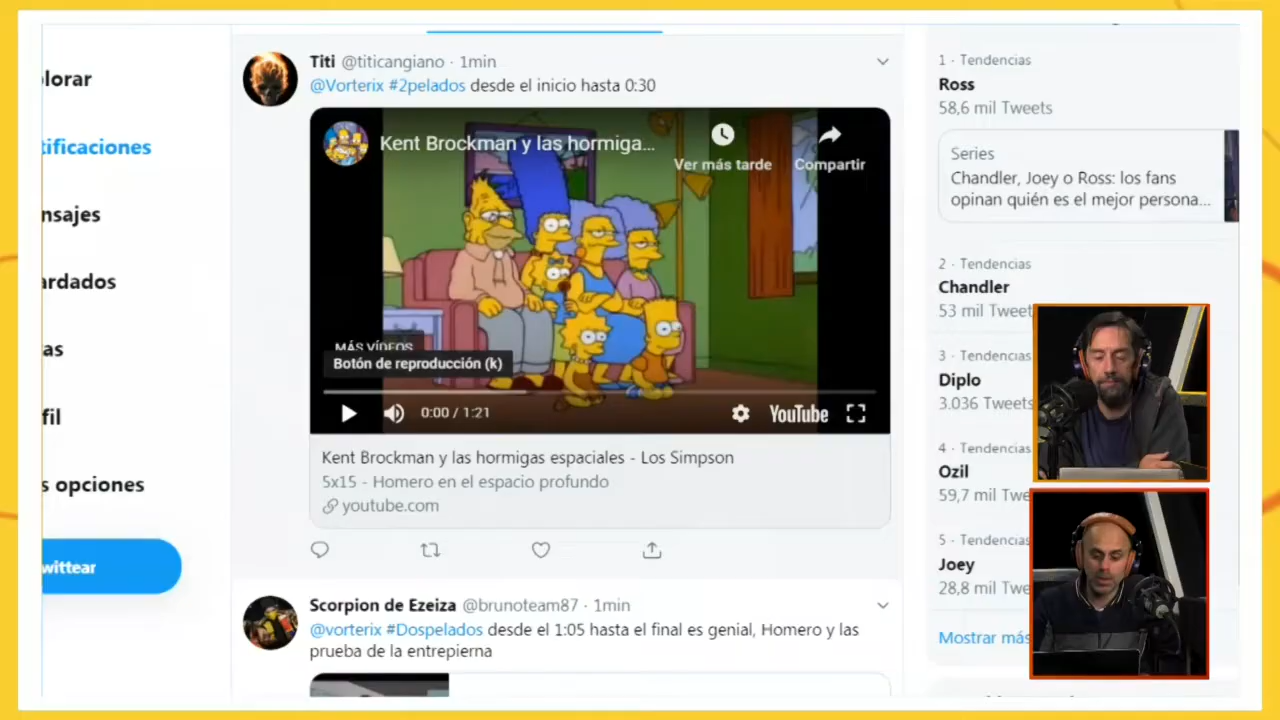 lorar
tificaciones
nsajes
ardados
as
fil
s opciones
wittear
Titi @titicangiano · 1min
@Vorterix #2pelados desde el inicio hasta 0:30
Kent Brockman y las hormiga...
Ver más tarde
Compartir
MÁS VÍDEOS
Botón de reproducción (k)
0:00 / 1:21
YouTube
Kent Brockman y las hormigas espaciales - Los Simpson
5x15 - Homero en el espacio profundo
youtube.com
Scorpion de Ezeiza @brunoteam87 · 1min
@vorterix #Dospelados desde el 1:05 hasta el final es genial, Homero y las
prueba de la entrepierna
1 · Tendencias
Ross
58,6 mil Tweets
Series
Chandler, Joey o Ross: los fans
opinan quién es el mejor persona...
2 · Tendencias
Chandler
53 mil Tweets
3 · Tendencias
Diplo
3.036 Tweets
4 · Tendencias
Ozil
59,7 mil Twe
5 · Tendencias
Joey
28,8 mil Twe
Mostrar más